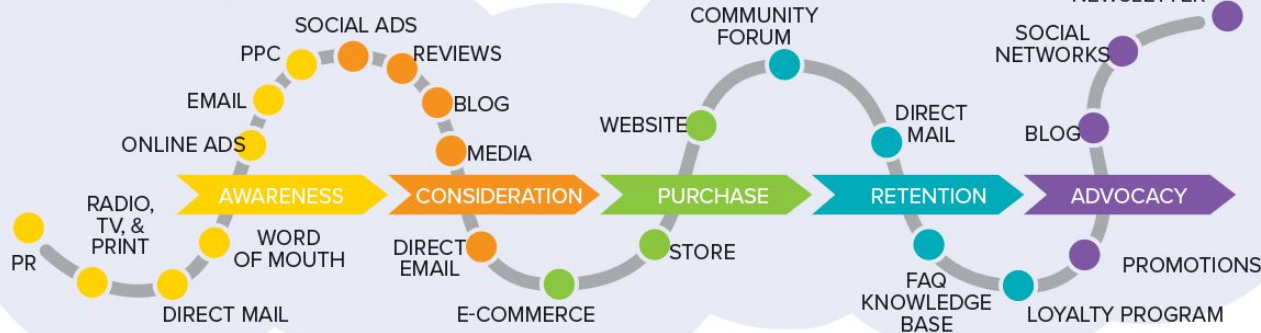 PR
RADIO,
TV, &
PRINT
DIRECT MAIL
WORD
OF MOUTH
ONLINE ADS
EMAIL
PPC
SOCIAL ADS
REVIEWS
BLOG
MEDIA
DIRECT
EMAIL
E-COMMERCE
STORE
WEBSITE
COMMUNITY
FORUM
DIRECT
MAIL
FAQ
KNOWLEDGE
BASE
LOYALTY PROGRAM
PROMOTIONS
BLOG
SOCIAL
NETWORKS
NEWSLETTER
AWARENESS
CONSIDERATION
PURCHASE
RETENTION
ADVOCACY